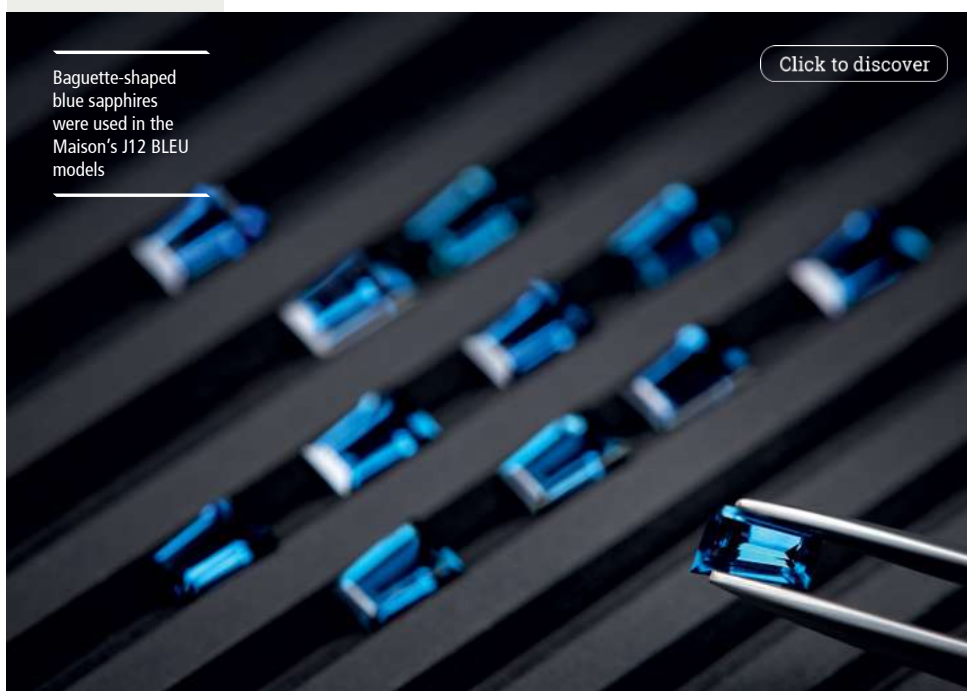 Baguette-shaped
blue sapphires
were used in the
Maison's J12 BLEU
models
Click to discover